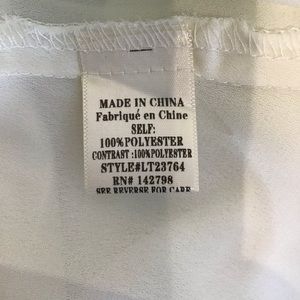 MADE IN CHINA
Fabriqué en Chine
SELF:
100%POLYESTER
CONTRAST :100%POLYESTER
STYLE#LT23764
RN# 142798
SEE REVERSE FOR CARE